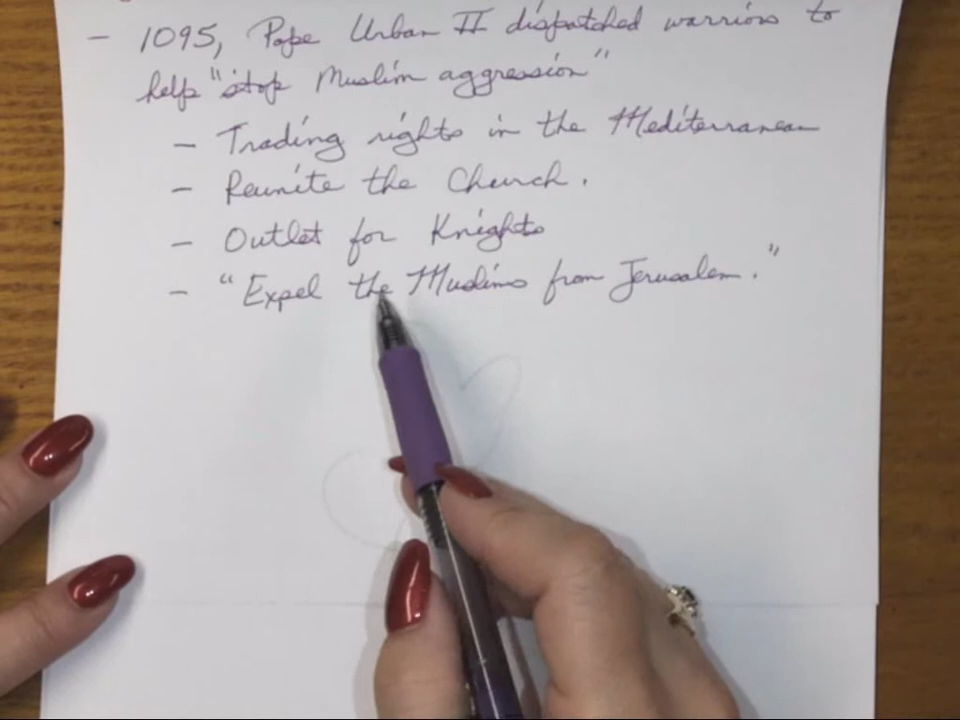 - 1095, Pope Urban II dispatched warriors to
help "stop Muslim aggression"
- Trading rights in the Mediterranean
- Reunite the Church.
- Outlet for Knights
- "Expel the Muslims from Jerusalem."